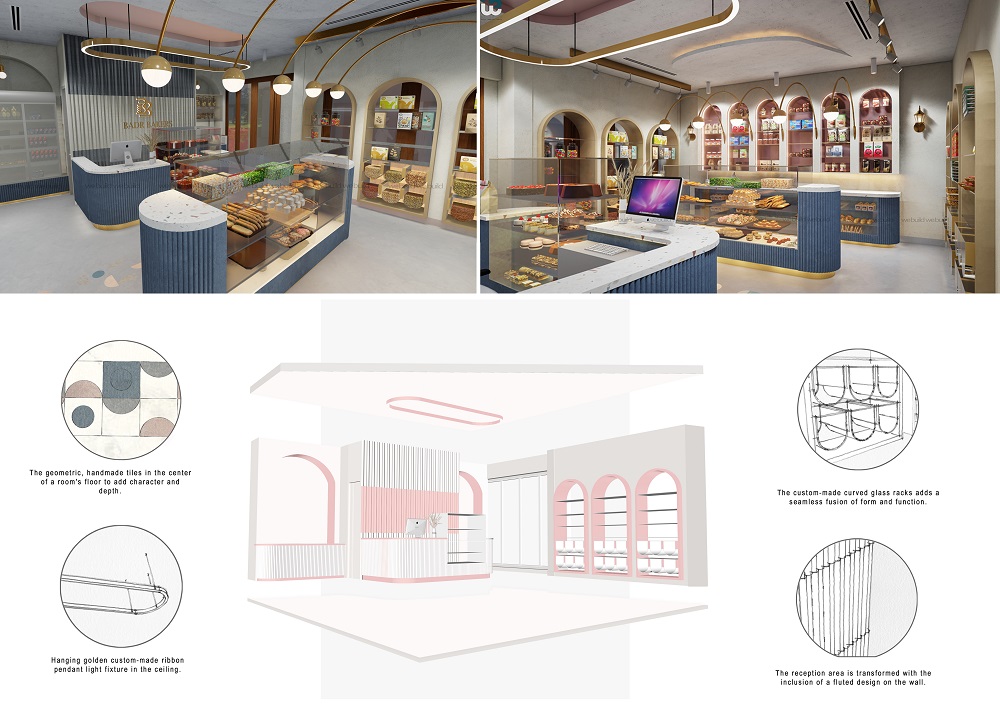 The geometric, handmade tiles in the center
of a room's floor to add character and
depth.
The custom-made curved glass racks adds a
seamless fusion of form and function.
Hanging golden custom-made ribbon
pendant light fixture in the ceiling.
The reception area is transformed with the
inclusion of a fluted design on the wall.